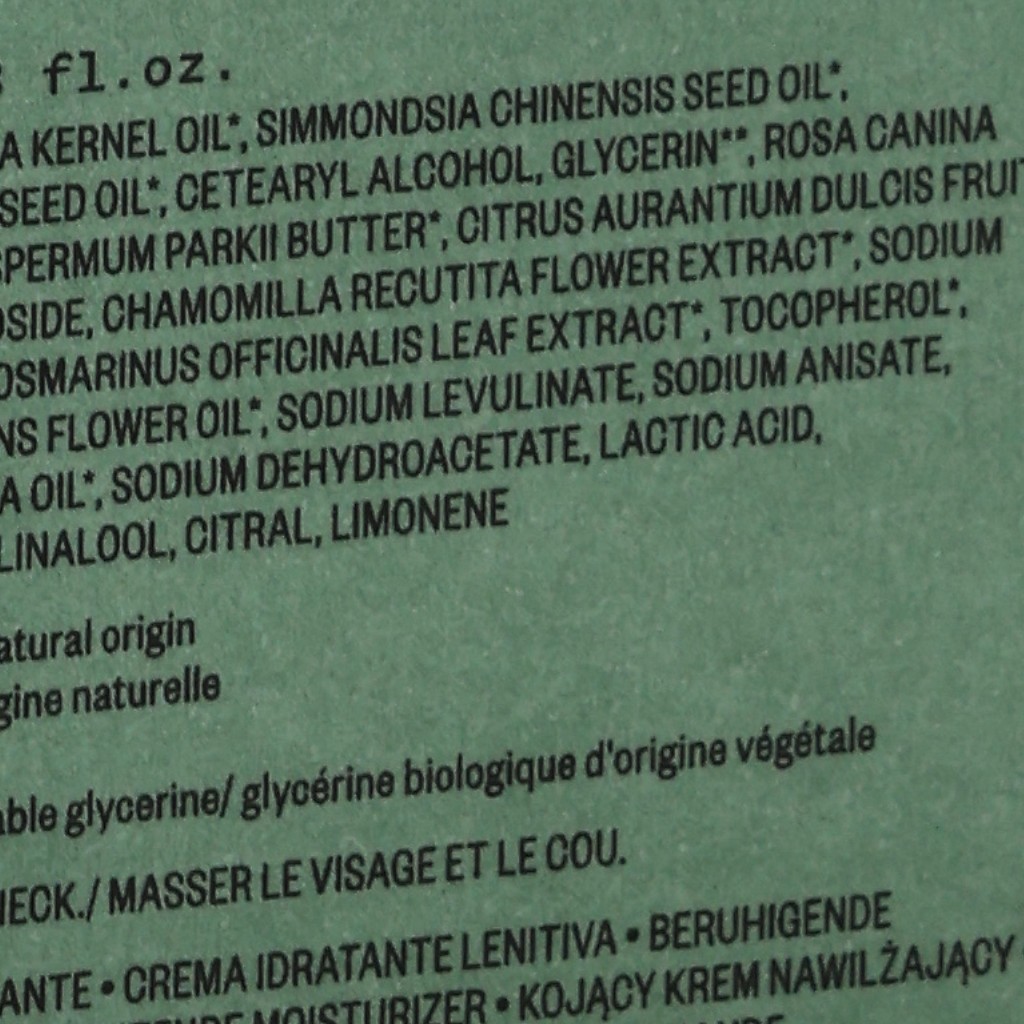 fl.oz.
A KERNEL OIL*, SIMMONDSIA CHINENSIS SEED OIL*,
SEED OIL*, CETEARYL ALCOHOL, GLYCERIN**, ROSA CANINA
SPERMUM PARKII BUTTER*, CITRUS AURANTIUM DULCIS FRUIT
OSIDE, CHAMOMILLA RECUTITA FLOWER EXTRACT*, SODIUM
OSMARINUS OFFICINALIS LEAF EXTRACT*, TOCOPHEROL*,
NS FLOWER OIL*, SODIUM LEVULINATE, SODIUM ANISATE,
A OIL*, SODIUM DEHYDROACETATE, LACTIC ACID,
LINALOOL, CITRAL, LIMONENE
atural origin
gine naturelle
able glycerine/ glycérine biologique d'origine végétale
NECK./ MASSER LE VISAGE ET LE COU.
ANTE • CREMA IDRATANTE LENITIVA • BERUHIGENDE
MOISTURIZER • KOJĄCY KREM NAWILŻAJĄCY